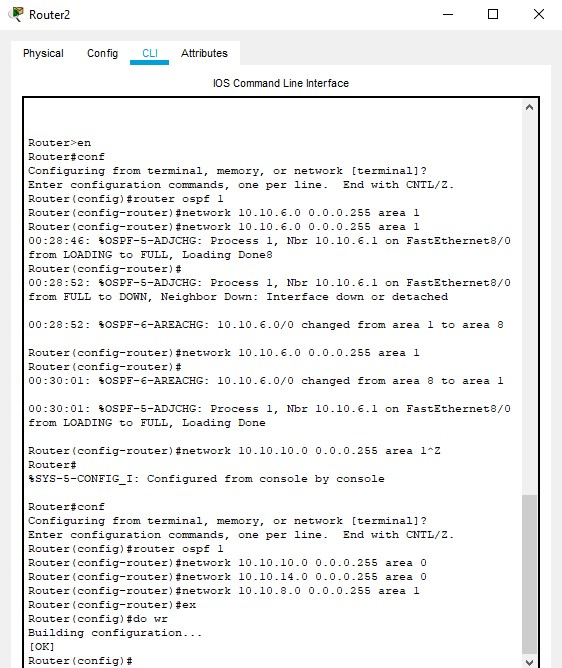 Router2
Physical Config CLI Attributes
IOS Command Line Interface
Router>en
Router#conf
Configuring from terminal, memory, or network [terminal]?
Enter configuration commands, one per line.  End with CNTL/Z.
Router(config)#router ospf 1
Router(config-router)#network 10.10.6.0 0.0.0.255 area 1
Router(config-router)#network 10.10.6.0 0.0.0.255 area 1
00:28:46: %OSPF-5-ADJCHG: Process 1, Nbr 10.10.6.1 on FastEthernet8/0
from LOADING to FULL, Loading Done8
Router(config-router)#
00:28:52: %OSPF-5-ADJCHG: Process 1, Nbr 10.10.6.1 on FastEthernet8/0
from FULL to DOWN, Neighbor Down: Interface down or detached
00:28:52: %OSPF-6-AREACHG: 10.10.6.0/0 changed from area 1 to area 8
Router(config-router)#network 10.10.6.0 0.0.0.255 area 1
Router(config-router)#
00:30:01: %OSPF-6-AREACHG: 10.10.6.0/0 changed from area 8 to area 1
00:30:01: %OSPF-5-ADJCHG: Process 1, Nbr 10.10.6.1 on FastEthernet8/0
from LOADING to FULL, Loading Done
Router(config-router)#network 10.10.10.0 0.0.0.255 area 1^Z
Router#
%SYS-5-CONFIG_I: Configured from console by console
Router#conf
Configuring from terminal, memory, or network [terminal]?
Enter configuration commands, one per line.  End with CNTL/Z.
Router(config)#router ospf 1
Router(config-router)#network 10.10.10.0 0.0.0.255 area 0
Router(config-router)#network 10.10.14.0 0.0.0.255 area 0
Router(config-router)#network 10.10.8.0 0.0.0.255 area 1
Router(config-router)#ex
Router(config)#do wr
Building configuration...
[OK]
Router(config)#